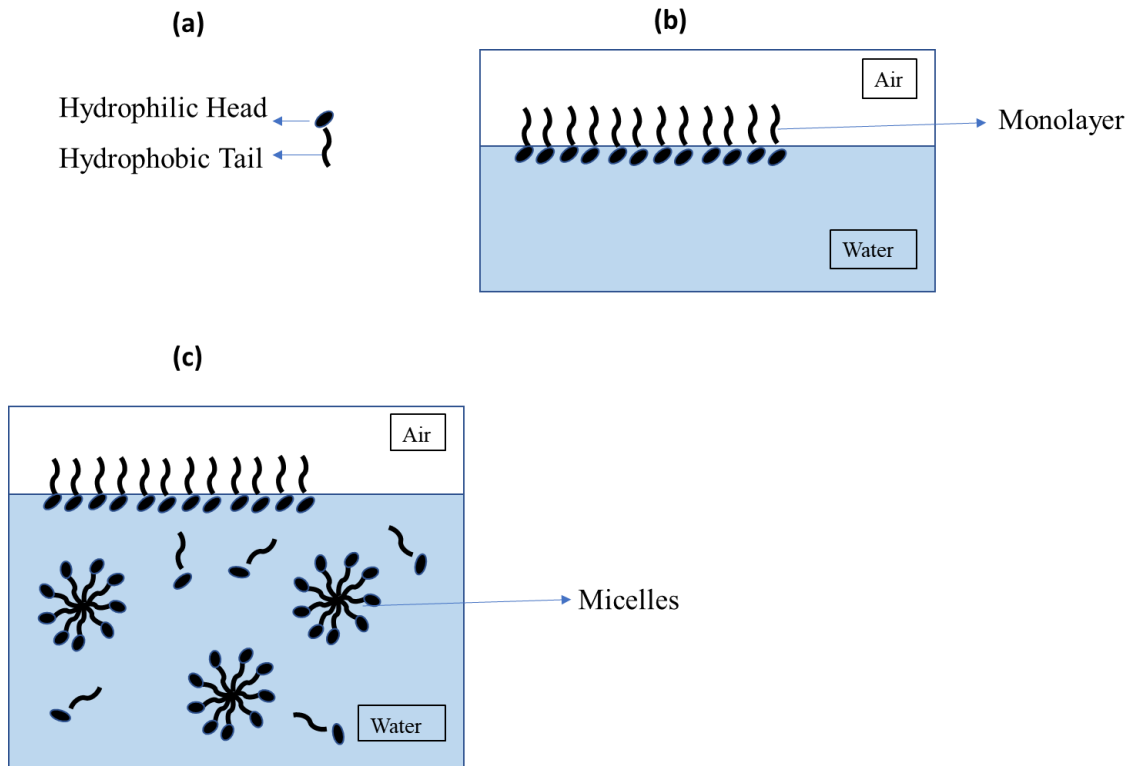 (a)
Hydrophilic Head
Hydrophobic Tail
(b)
Air
Monolayer
Water
(c)
Air
Micelles
Water